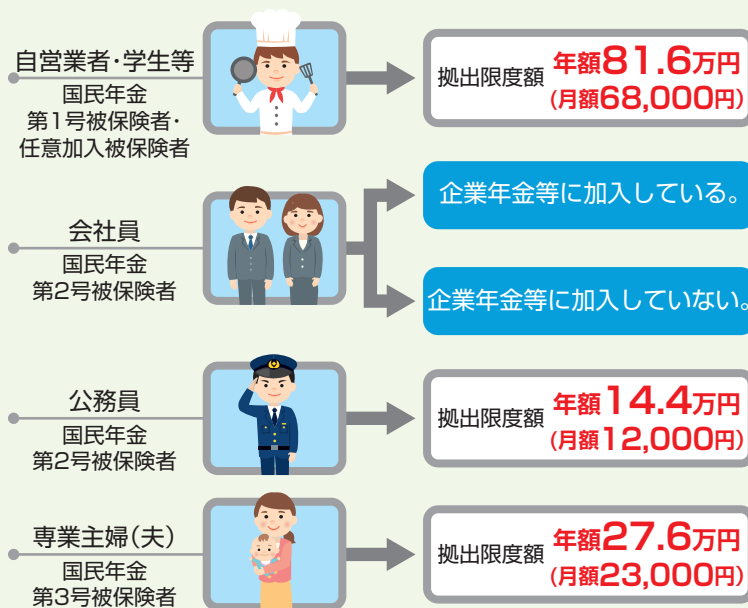 自営業者・学生等
国民年金
第1号被保険者・
任意加入被保険者
拠出限度額 年額81.6万円
(月額68,000円)
会社員
国民年金
第2号被保険者
企業年金等に加入している。
企業年金等に加入していない。
公務員
国民年金
第2号被保険者
拠出限度額 年額14.4万円
(月額12,000円)
専業主婦(夫)
国民年金
第3号被保険者
拠出限度額 年額27.6万円
(月額23,000円)